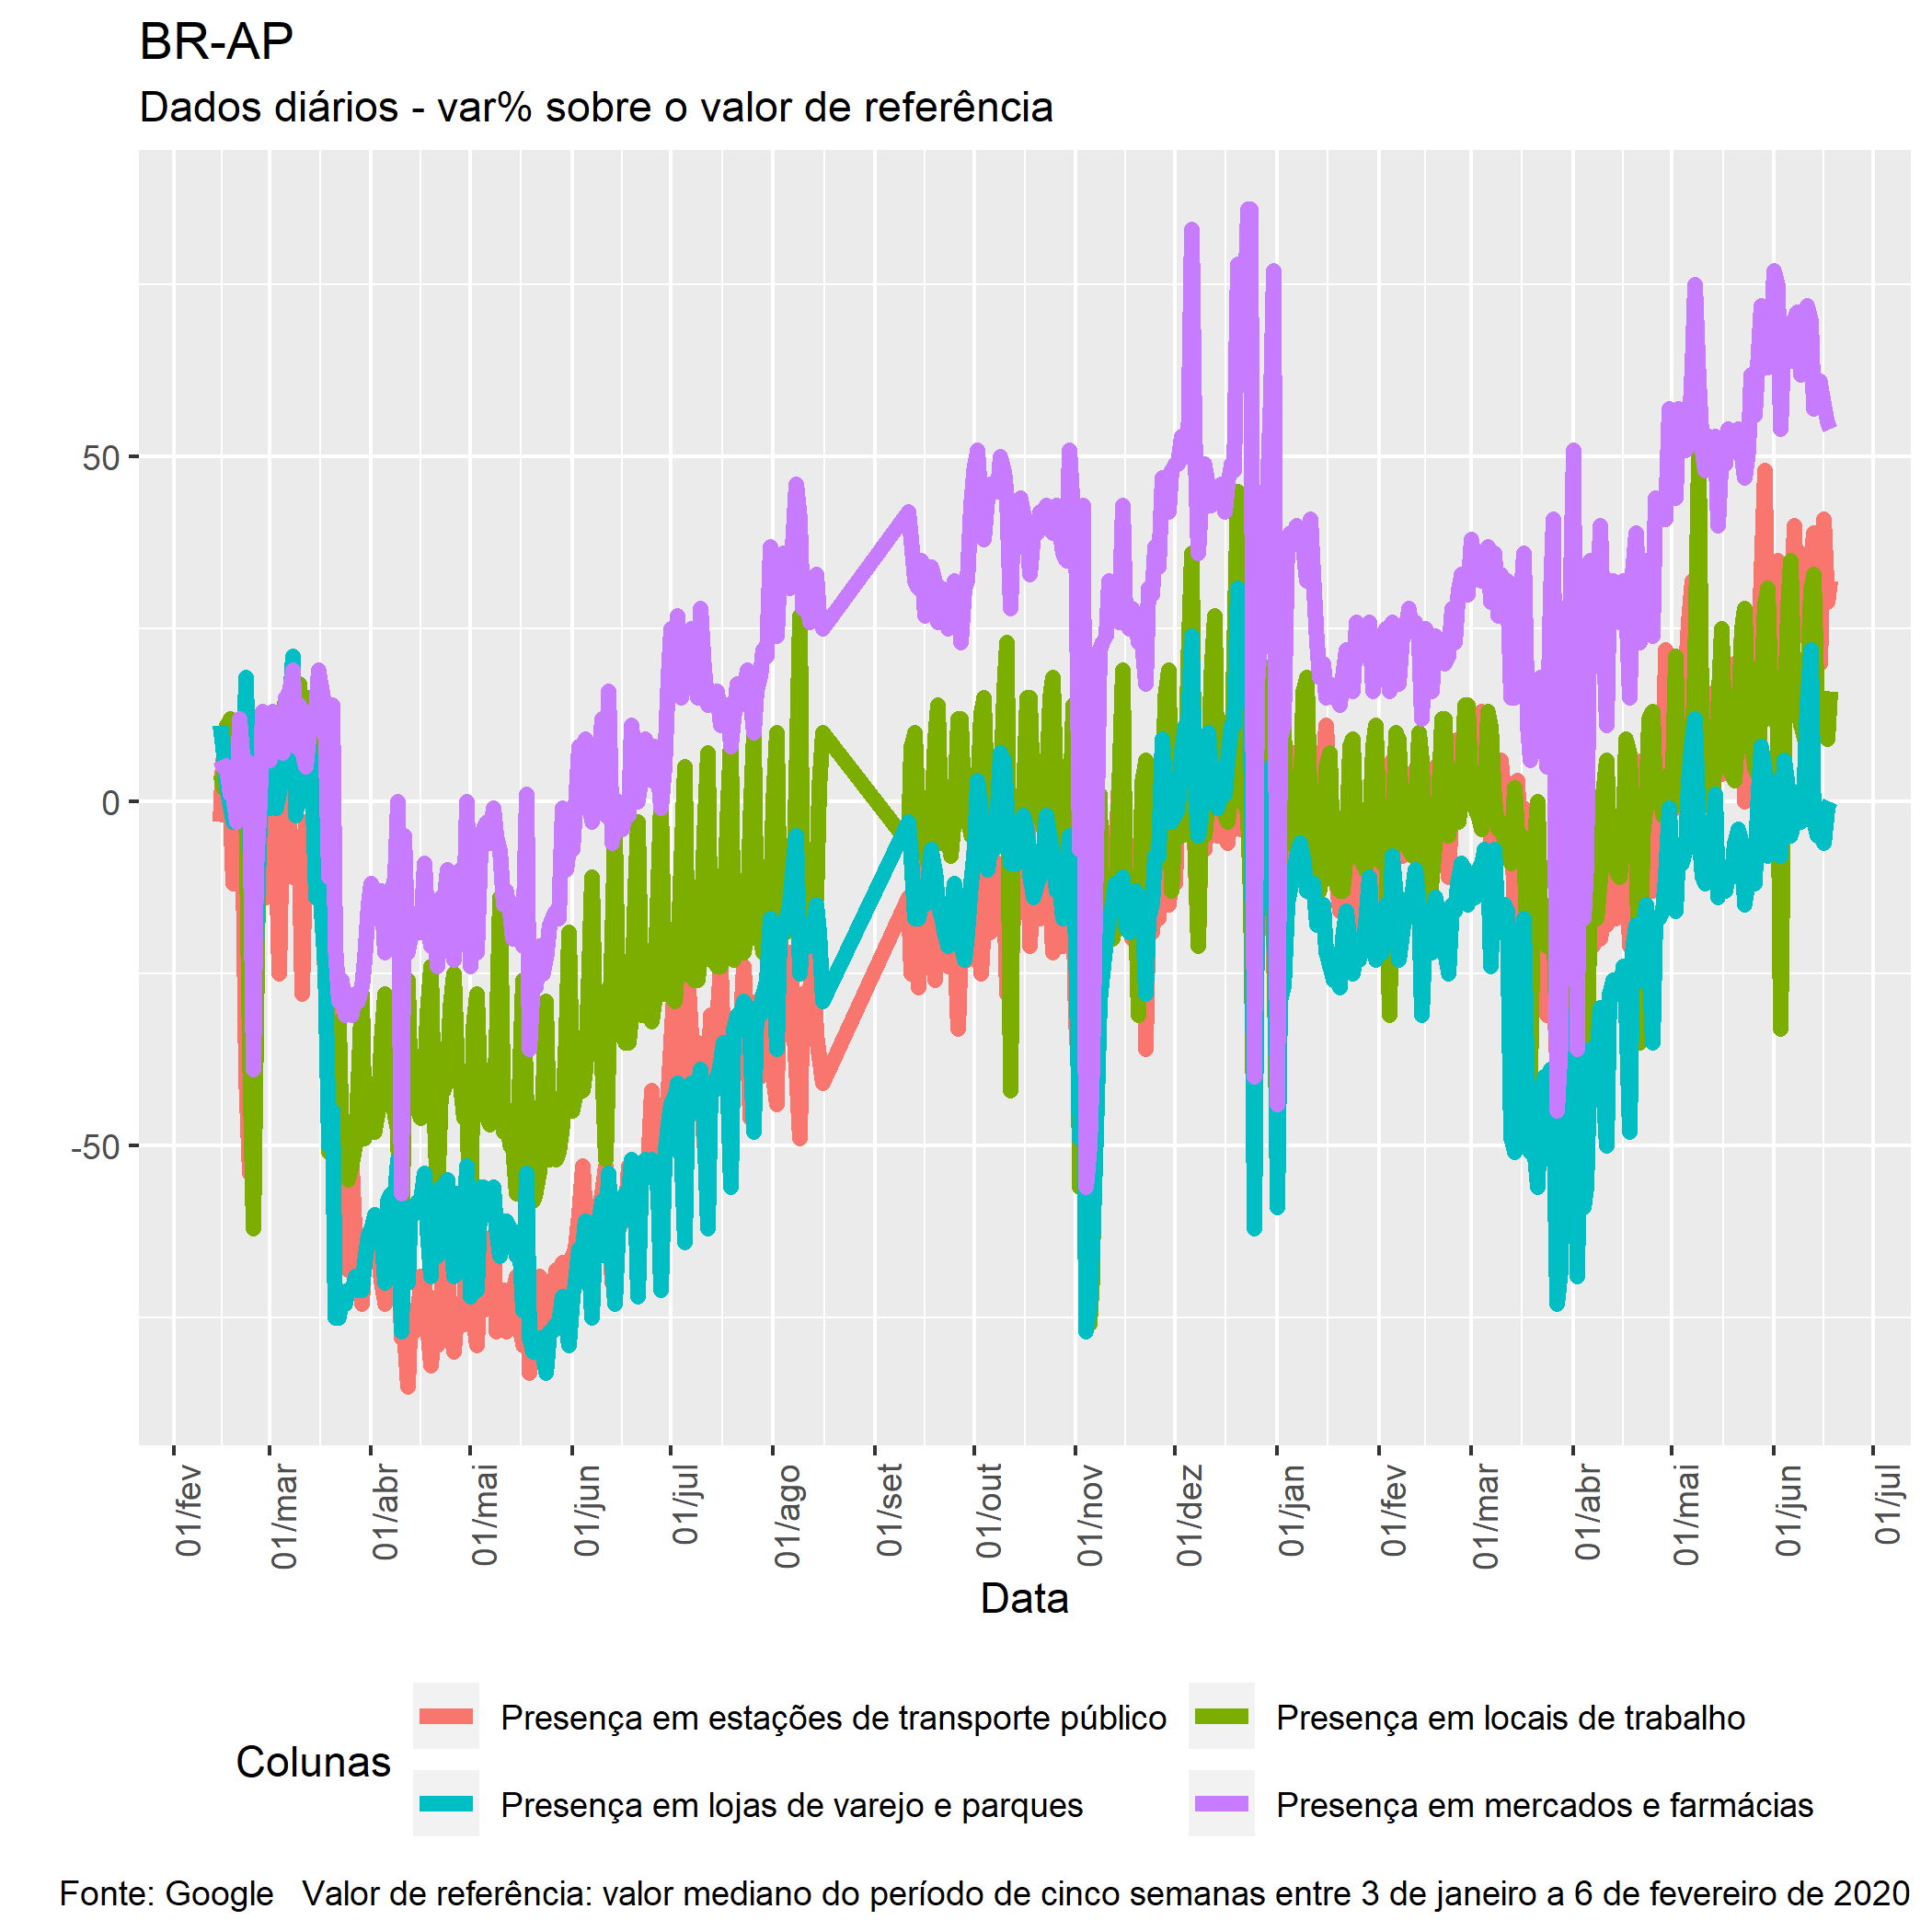 BR-AP
Dados diários - var% sobre o valor de referência
50
0
-50
01/fev
01/mar
01/abr
01/mai
01/jun
01/jul
01/ago
01/set
01/out
01/nov
01/dez
01/jan
01/fev
01/mar
01/abr
01/mai
01/jun
01/jul
Data
Colunas
Presença em estações de transporte público
Presença em locais de trabalho
Presença em lojas de varejo e parques
Presença em mercados e farmácias
Fonte: Google   Valor de referência: valor mediano do período de cinco semanas entre 3 de janeiro a 6 de fevereiro de 2020